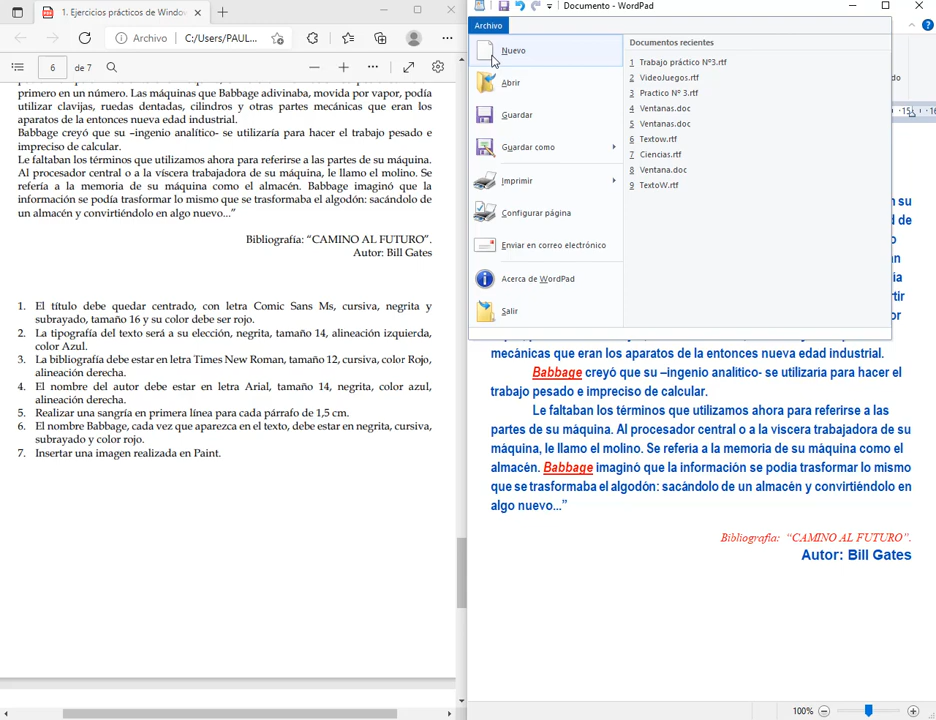 1. Ejercicios prácticos de Windo
Archivo
C:/Users/PAUL...
6
de 7
primero en un número. Las máquinas que Babbage adivinaba, movida por vapor, podía
utilizar clavijas, ruedas dentadas, cilindros y otras partes mecánicas que eran los
aparatos de la entonces nueva edad industrial.
Babbage creyó que su –ingenio analítico- se utilizaría para hacer el trabajo pesado e
impreciso de calcular.
Le faltaban los términos que utilizamos ahora para referirse a las partes de su máquina.
Al procesador central o a la víscera trabajadora de su máquina, le llamo el molino. Se
refería a la memoria de su máquina como el almacén. Babbage imaginó que la
información se podía trasformar lo mismo que se trasformaba el algodón: sacándolo de
un almacén y convirtiéndolo en algo nuevo..."
Bibliografía: "CAMINO AL FUTURO".
Autor: Bill Gates
1. El título debe quedar centrado, con letra Comic Sans Ms, cursiva, negrita y
subrayado, tamaño 16 y su color debe ser rojo.
2. La tipografía del texto será a su elección, negrita, tamaño 14, alineación izquierda,
color Azul.
3. La bibliografía debe estar en letra Times New Roman, tamaño 12, cursiva, color Rojo,
alineación derecha.
4. El nombre del autor debe estar en letra Arial, tamaño 14, negrita, color azul,
alineación derecha.
5. Realizar una sangría en primera línea para cada párrafo de 1,5 cm.
6. El nombre Babbage, cada vez que aparezca en el texto, debe estar en negrita, cursiva,
subrayado y color rojo.
7. Insertar una imagen realizada en Paint.
Documento - WordPad
Archivo
Nuevo
Abrir
Guardar
Guardar como
Imprimir
Configurar página
Enviar en correo electrónico
Acerca de WordPad
Salir
Documentos recientes
1 Trabajo práctico Nº3.rtf
2 VideoJuegos.rtf
3 Practico Nº 3.rtf
4 Ventanas.doc
5 Ventanas.doc
6 Textow.rtf
7 Ciencias.rtf
8 Ventana.doc
9 TextoW.rtf
do
15
16
n su
d de
o
an
ia
rtir
or
mecánicas que eran los aparatos de la entonces nueva edad industrial.
Babbage creyó que su –ingenio analítico- se utilizaría para hacer el
trabajo pesado e impreciso de calcular.
Le faltaban los términos que utilizamos ahora para referirse a las
partes de su máquina. Al procesador central o a la víscera trabajadora de su
máquina, le llamo el molino. Se refería a la memoria de su máquina como el
almacén. Babbage imaginó que la información se podía trasformar lo mismo
que se trasformaba el algodón: sacándolo de un almacén y convirtiéndolo en
algo nuevo..."
Bibliografía: "CAMINO AL FUTURO".
Autor: Bill Gates
100%